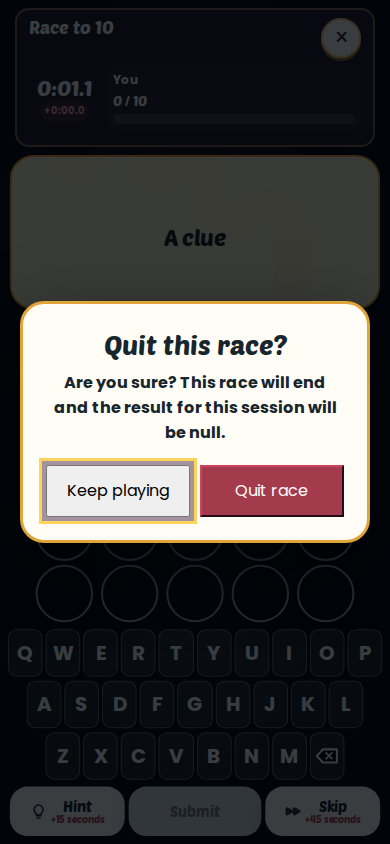 Race to 10
0:01.1
+0:00.0
You
0 / 10
A clue
Quit this race?
Are you sure? This race will end
and the result for this session will
be null.
Keep playing
Quit race
Q W E R T Y U I O P
A S D F G H J K L
Z X C V B N M
Hint
+15 seconds
Submit
Skip
+45 seconds